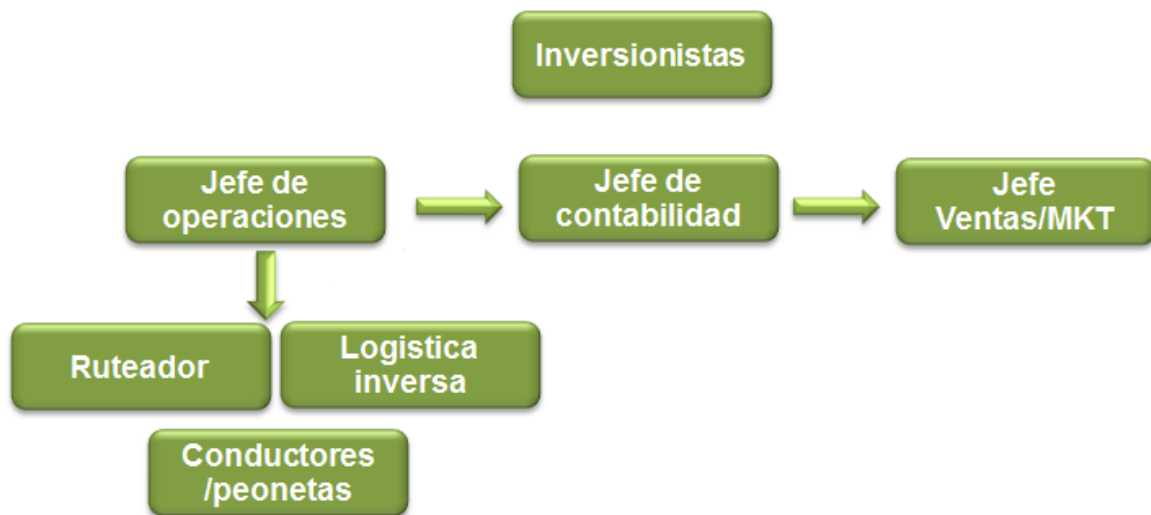 Inversionistas
Jefe de
operaciones
Jefe de
contabilidad
Jefe
Ventas/MKT
Ruteador
Logistica
inversa
Conductores
/peonetas